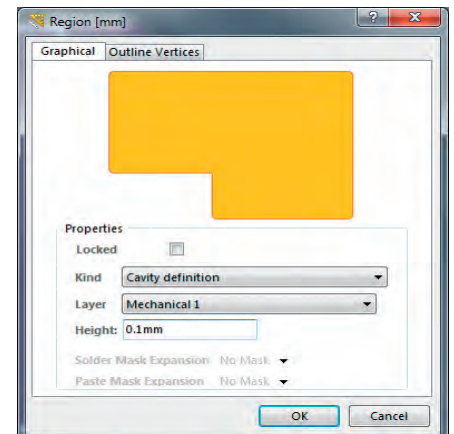 Region [mm]
?
X
Graphical
Outline Vertices
Properties
Locked
Kind Cavity definition
Layer Mechanical 1
Height: 0.1mm
Solder Mask Expansion No Mask
Paste Mask Expansion No Mask
OK Cancel